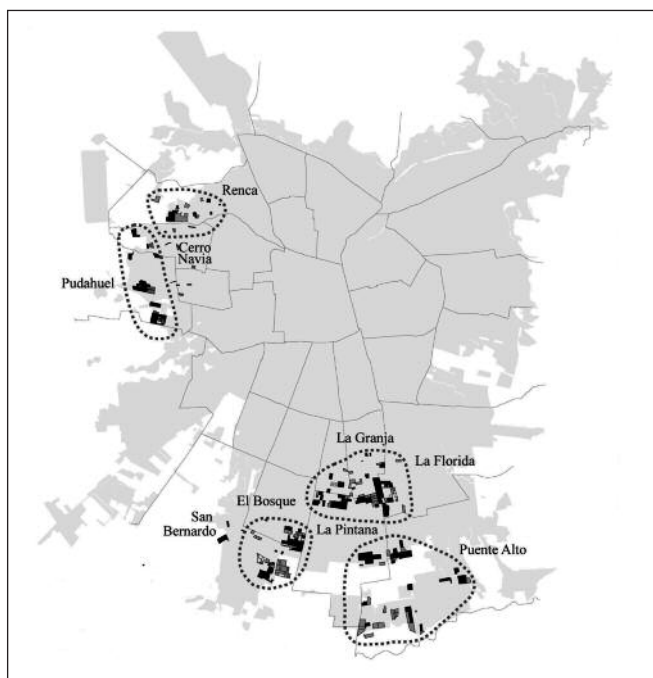 Renca
Cerro
Navia
Pudahuel
La Granja
La Florida
El Bosque
San
Bernardo
La Pintana
Puente Alto